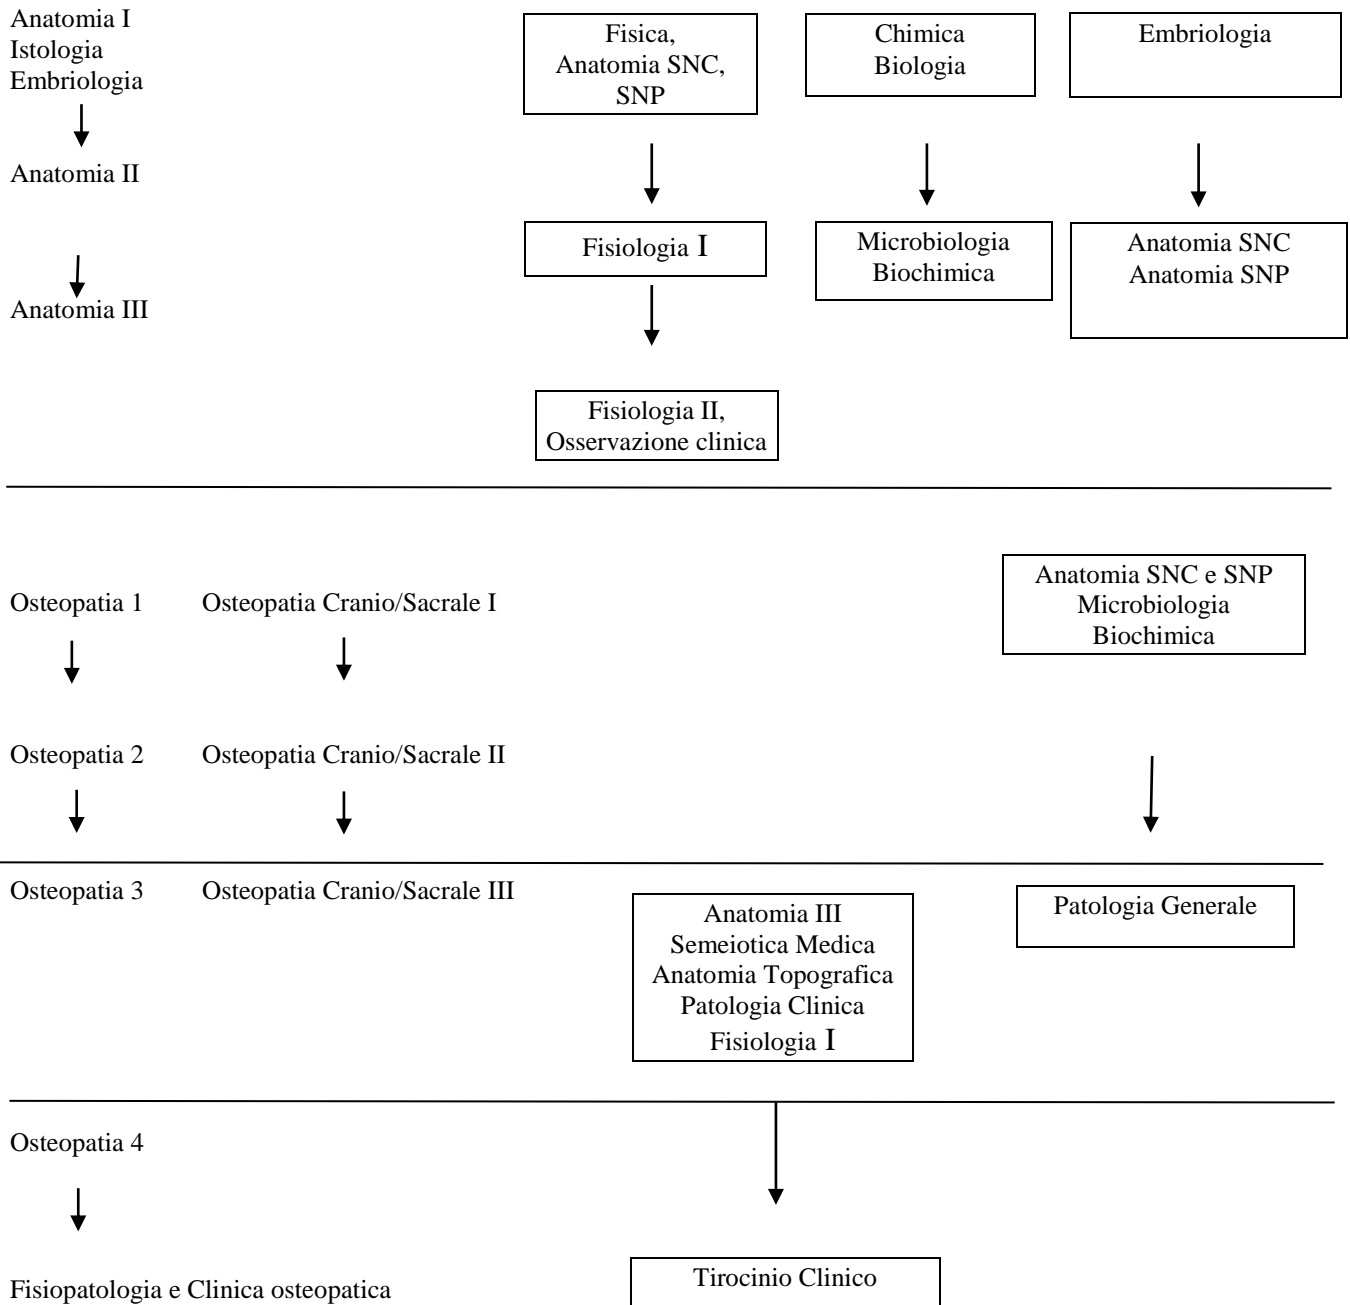 Anatomia I
Istologia
Embriologia
Fisica,
Anatomia SNC,
SNP
Chimica
Biologia
Embriologia
Anatomia II
Fisiologia I
Microbiologia
Biochimica
Anatomia SNC
Anatomia SNP
Anatomia III
Fisiologia II,
Osservazione clinica
Osteopatia 1
Osteopatia Cranio/Sacrale I
Anatomia SNC e SNP
Microbiologia
Biochimica
Osteopatia 2
Osteopatia Cranio/Sacrale II
Osteopatia 3
Osteopatia Cranio/Sacrale III
Anatomia III
Semeiotica Medica
Anatomia Topografica
Patologia Clinica
Fisiologia I
Patologia Generale
Osteopatia 4
Fisiopatologia e Clinica osteopatica
Tirocinio Clinico